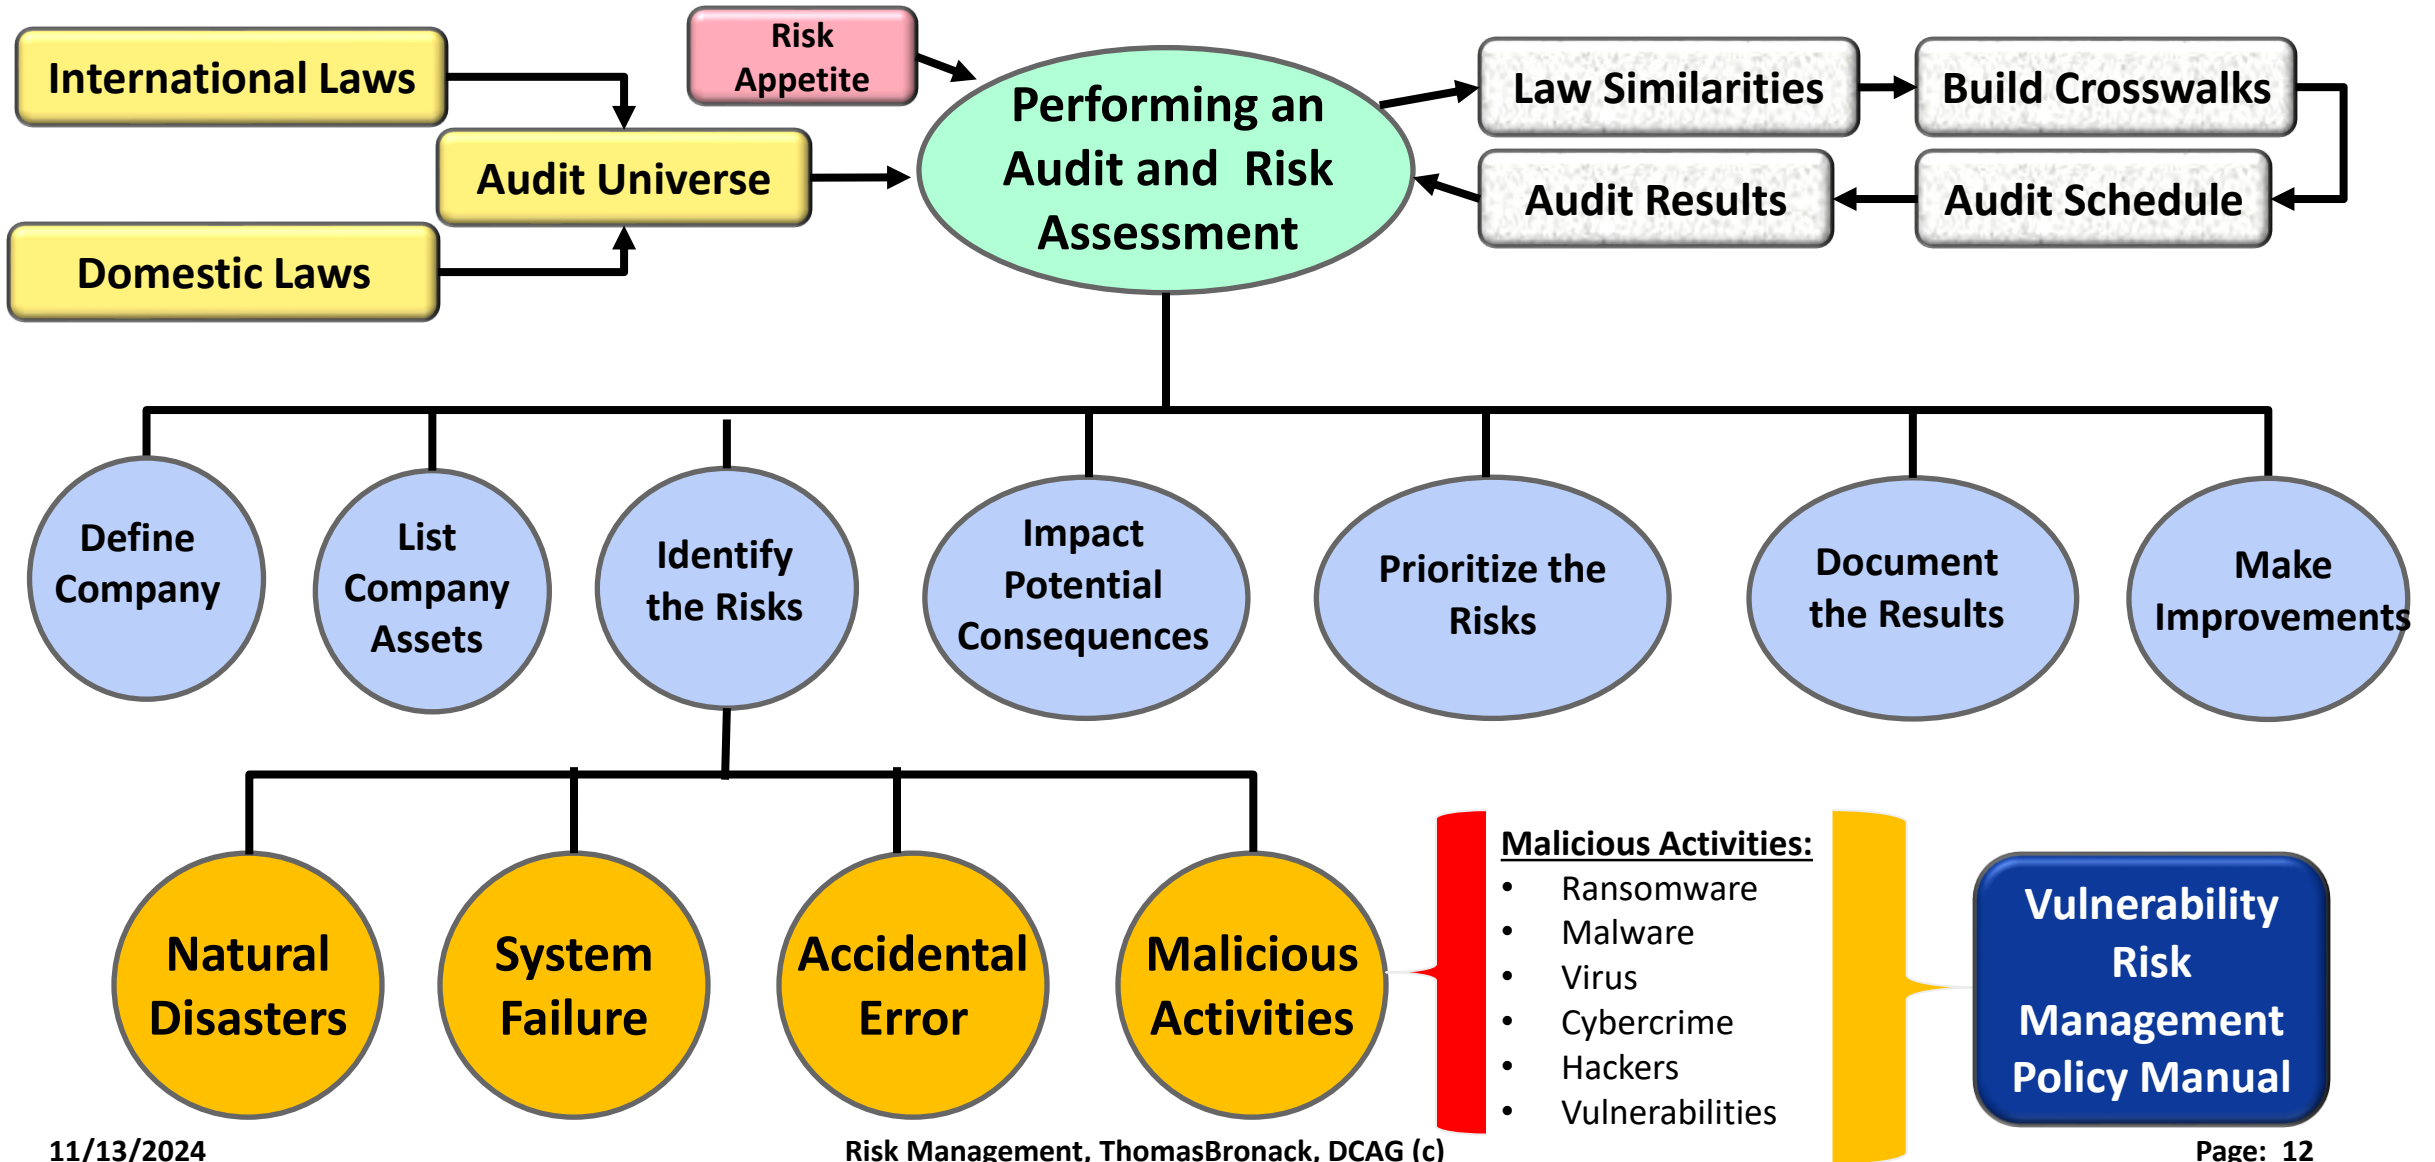 International Laws
Domestic Laws
Audit Universe
Risk
Appetite
Performing an
Audit and Risk
Assessment
Law Similarities
Build Crosswalks
Audit Results
Audit Schedule
Define
Company
List
Company
Assets
Identify
the Risks
Impact
Potential
Consequences
Prioritize the
Risks
Document
the Results
Make
Improvements
Natural
Disasters
System
Failure
Accidental
Error
Malicious
Activities
Malicious Activities:
• Ransomware
• Malware
• Virus
• Cybercrime
• Hackers
• Vulnerabilities
Vulnerability
Risk
Management
Policy Manual
11/13/2024
Risk Management, ThomasBronack, DCAG (c)
Page: 12